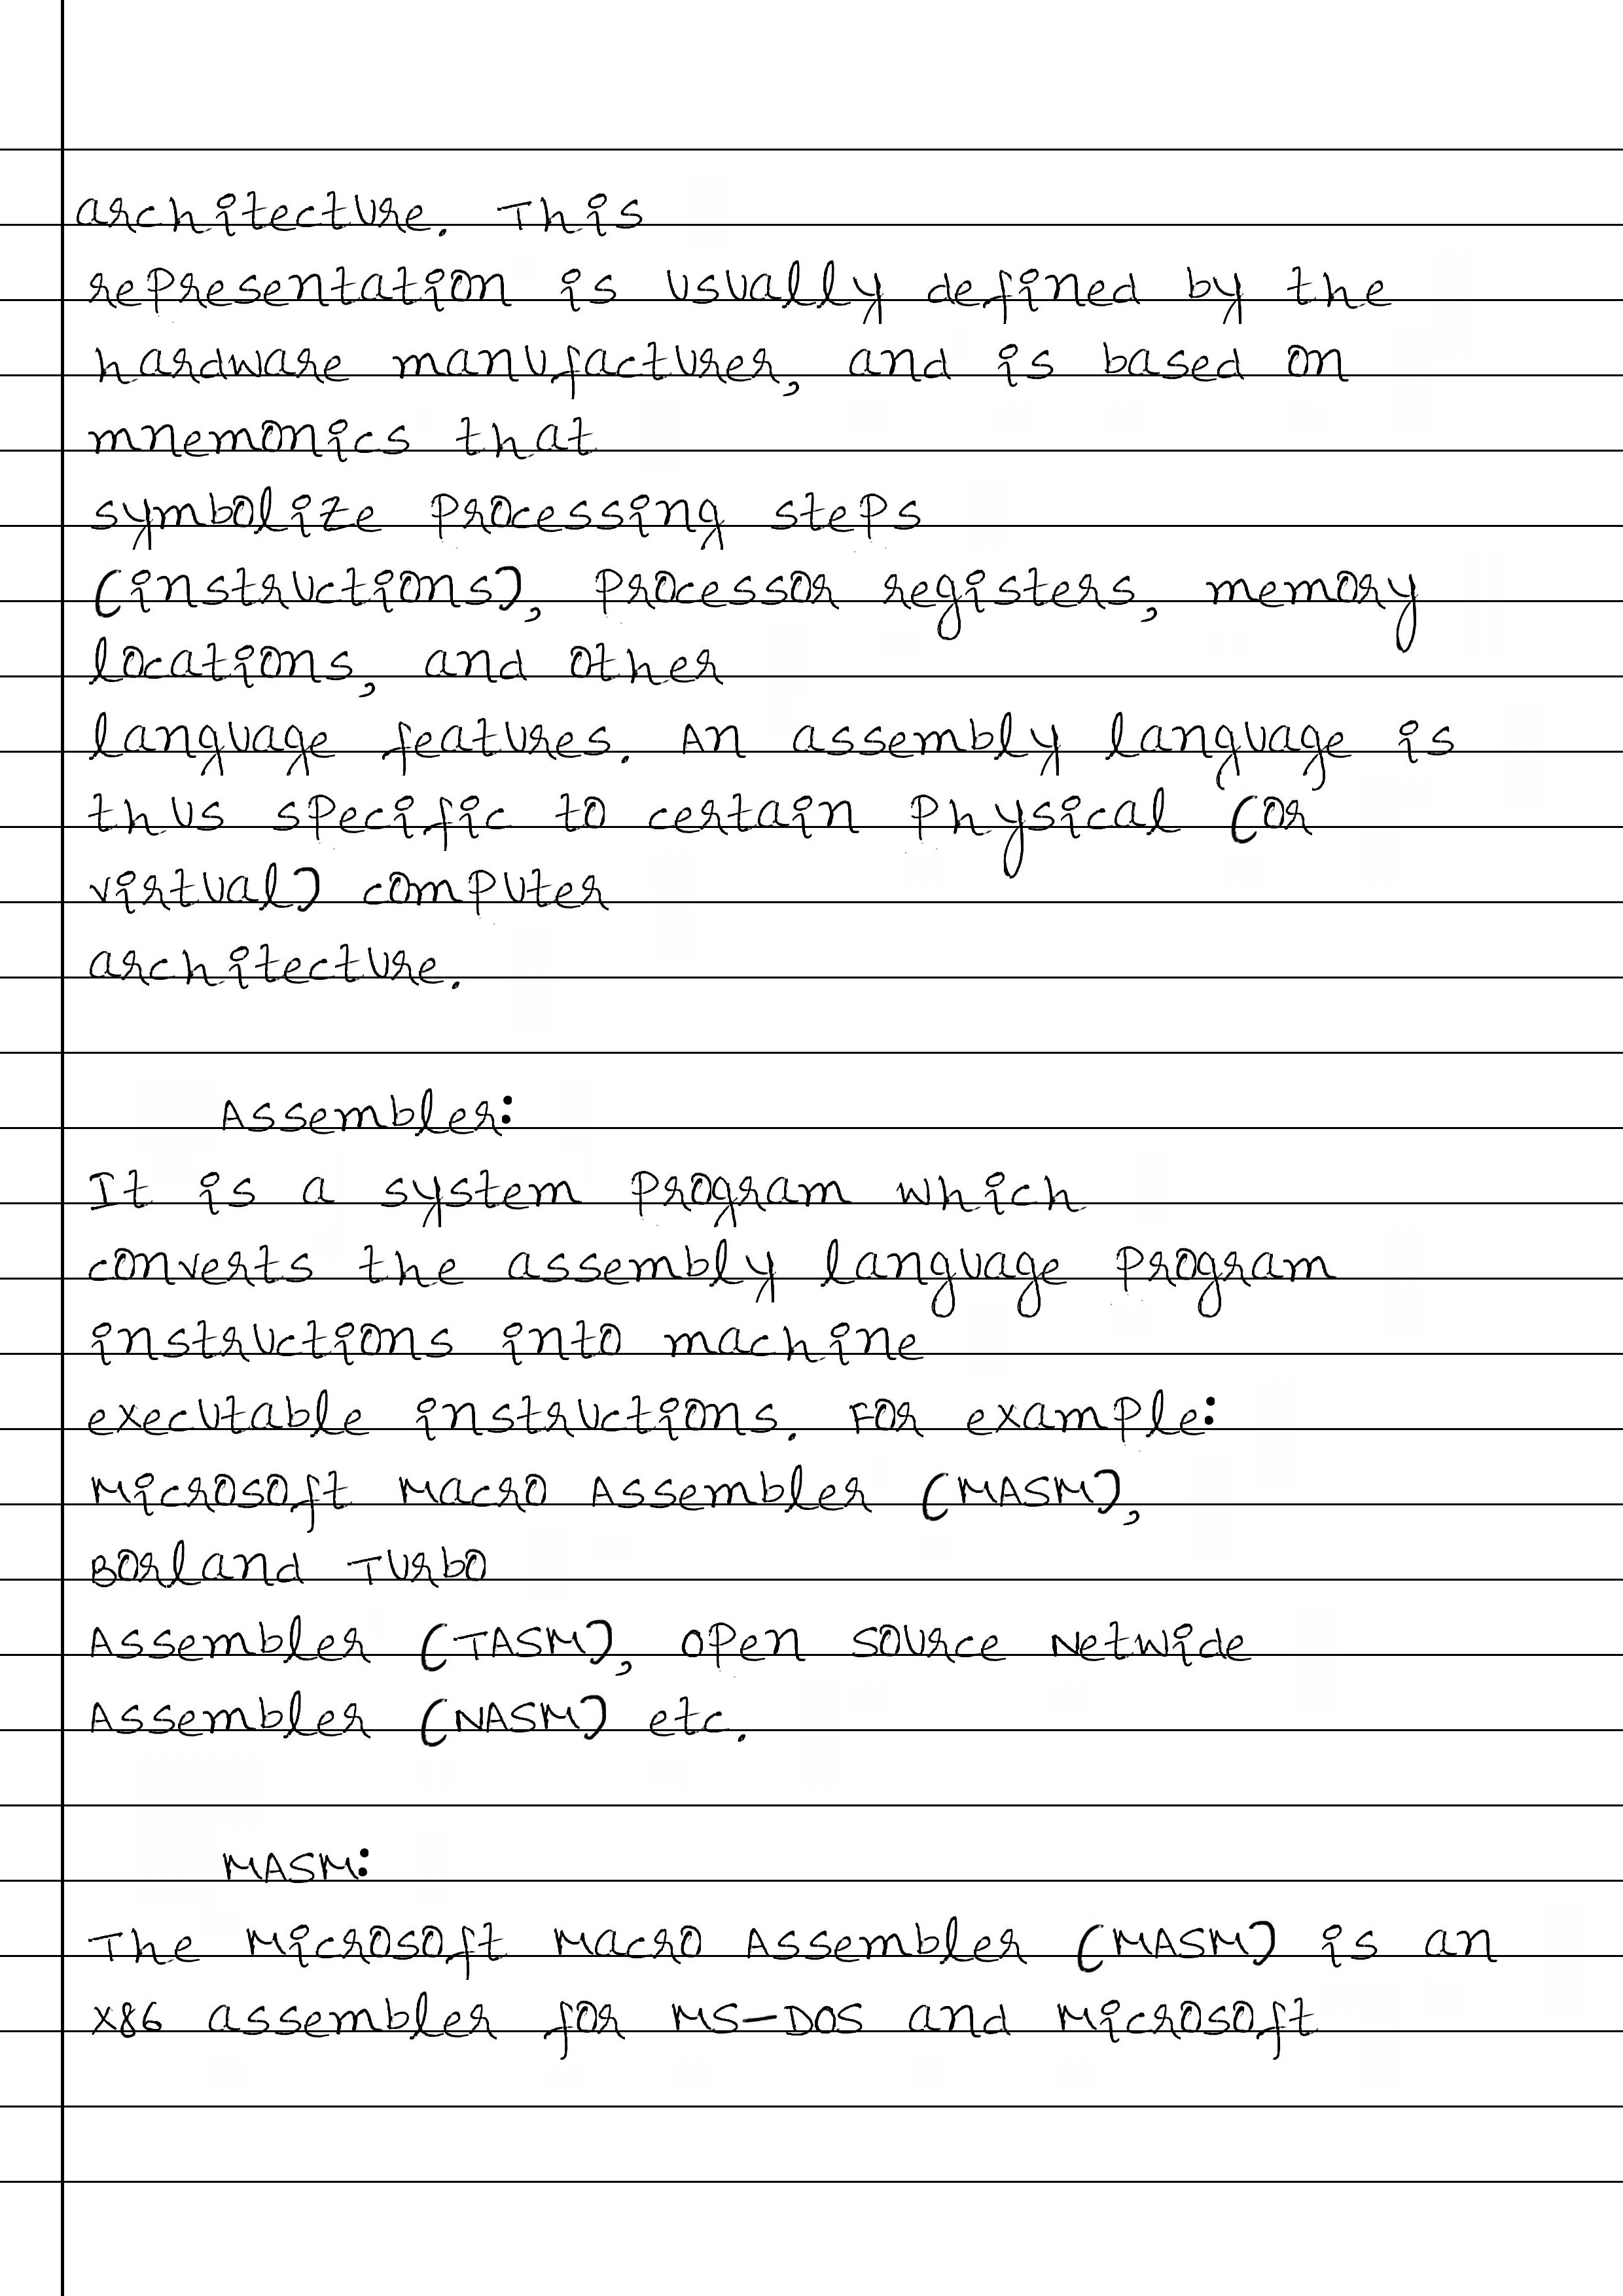 architecture. This
representation is usually defined by the
hardware manufacturer, and is based on
mnemonics that
symbolize processing steps
(instructions), processor registers, memory
locations, and other
language features. An assembly language is
thus specific to certain physical (or
virtual) computer
architecture.
Assembler:
It is a system program which
converts the assembly language program
instructions into machine
executable instructions. For example:
Microsoft Macro Assembler (MASM),
Borland Turbo
Assembler (TASM), Open Source Netwide
Assembler (NASM) etc.
MASM:
The Microsoft Macro Assembler (MASM) is an
x86 assembler for MS-DOS and Microsoft